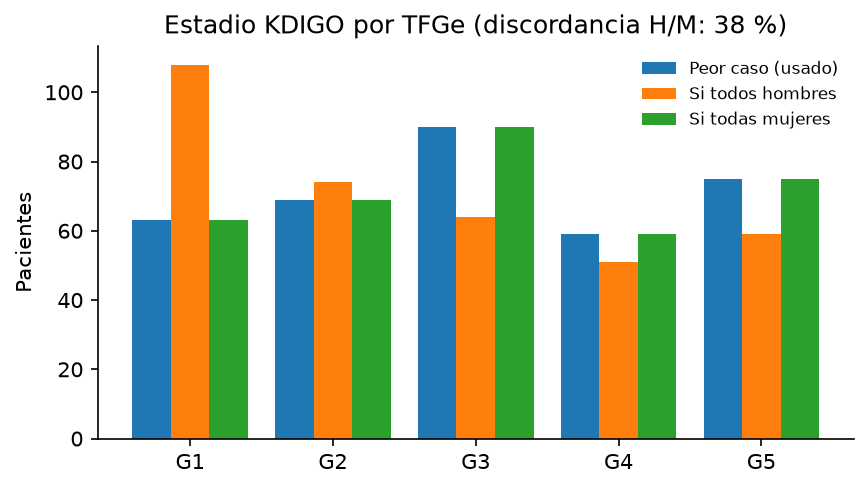 Estadio KDIGO por TFGe (discordancia H/M: 38 %)
Peor caso (usado)
Si todos hombres
Si todas mujeres
Pacientes
100
80
60
40
20
0
G1 G2 G3 G4 G5